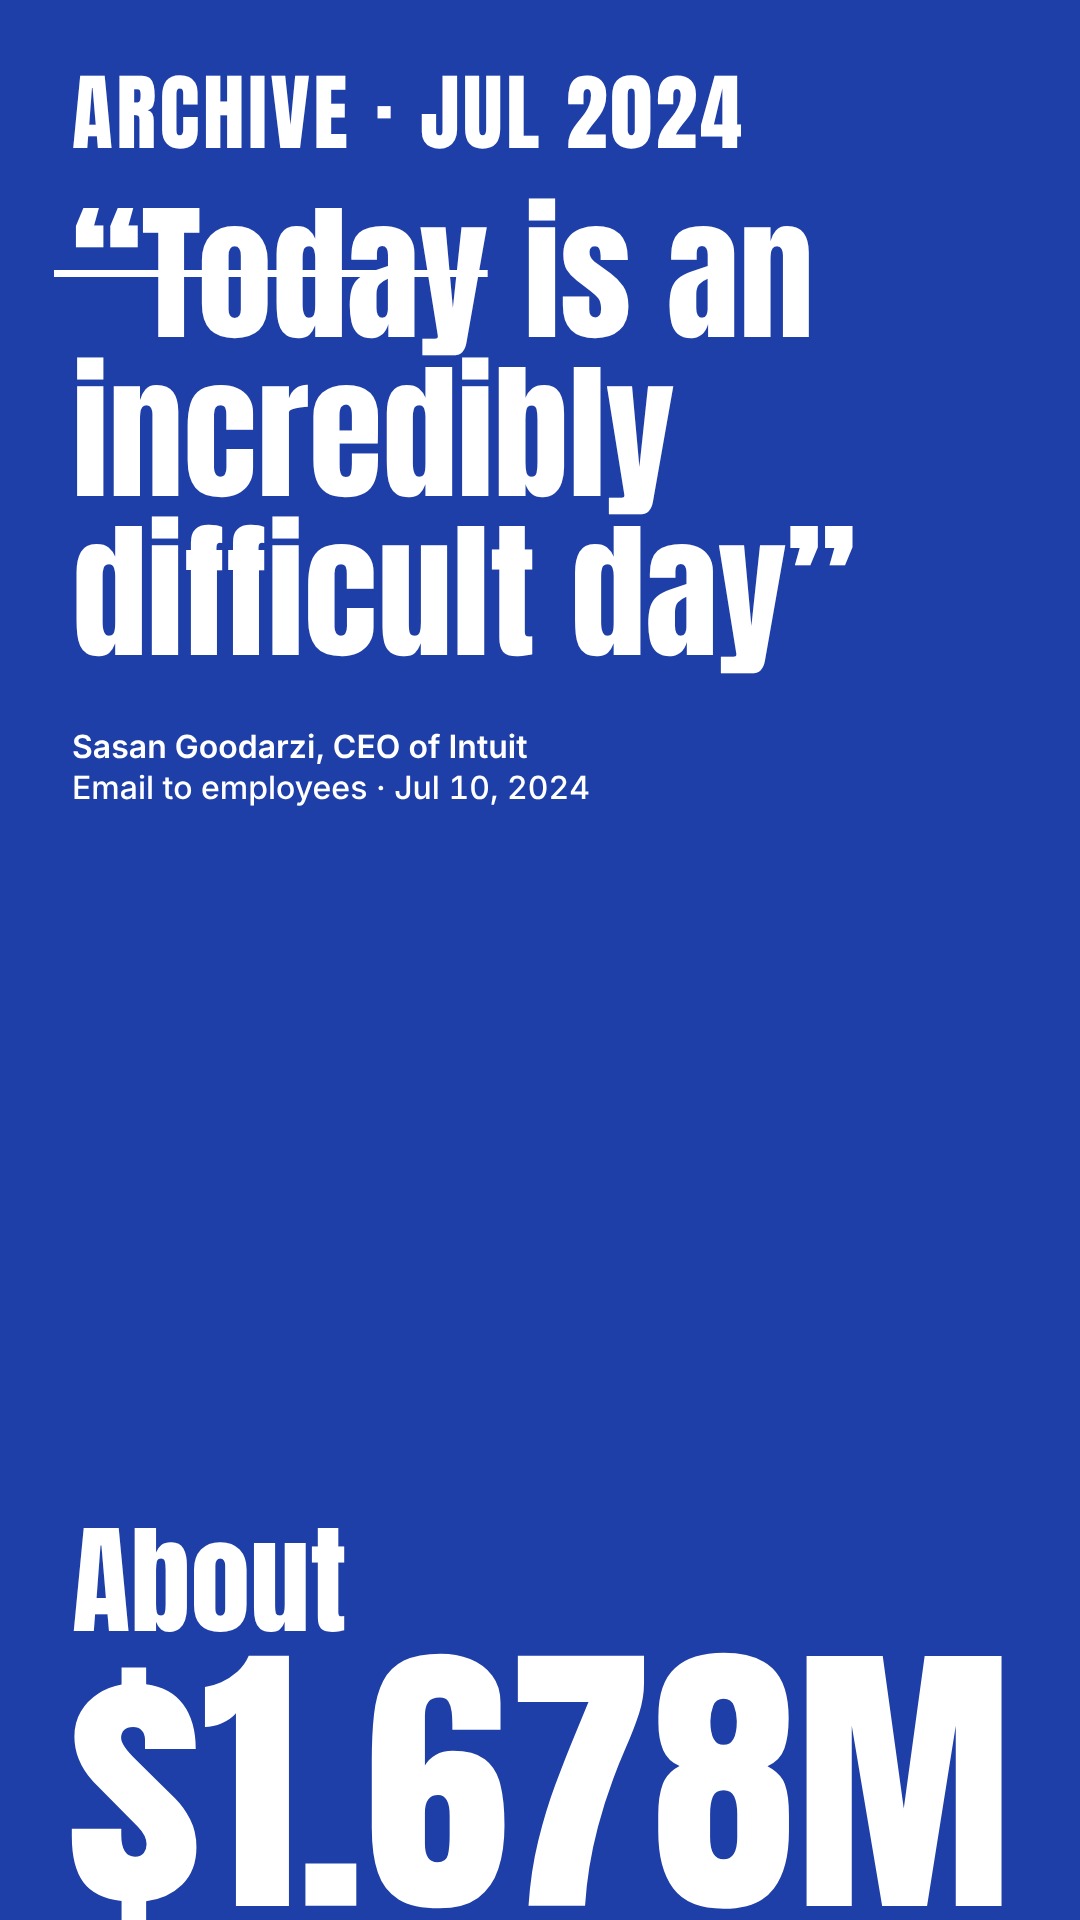 ARCHIVE · JUL 2024
“Today is an
incredibly
difficult day”
Sasan Goodarzi, CEO of Intuit
Email to employees · Jul 10, 2024
About
$1.678M